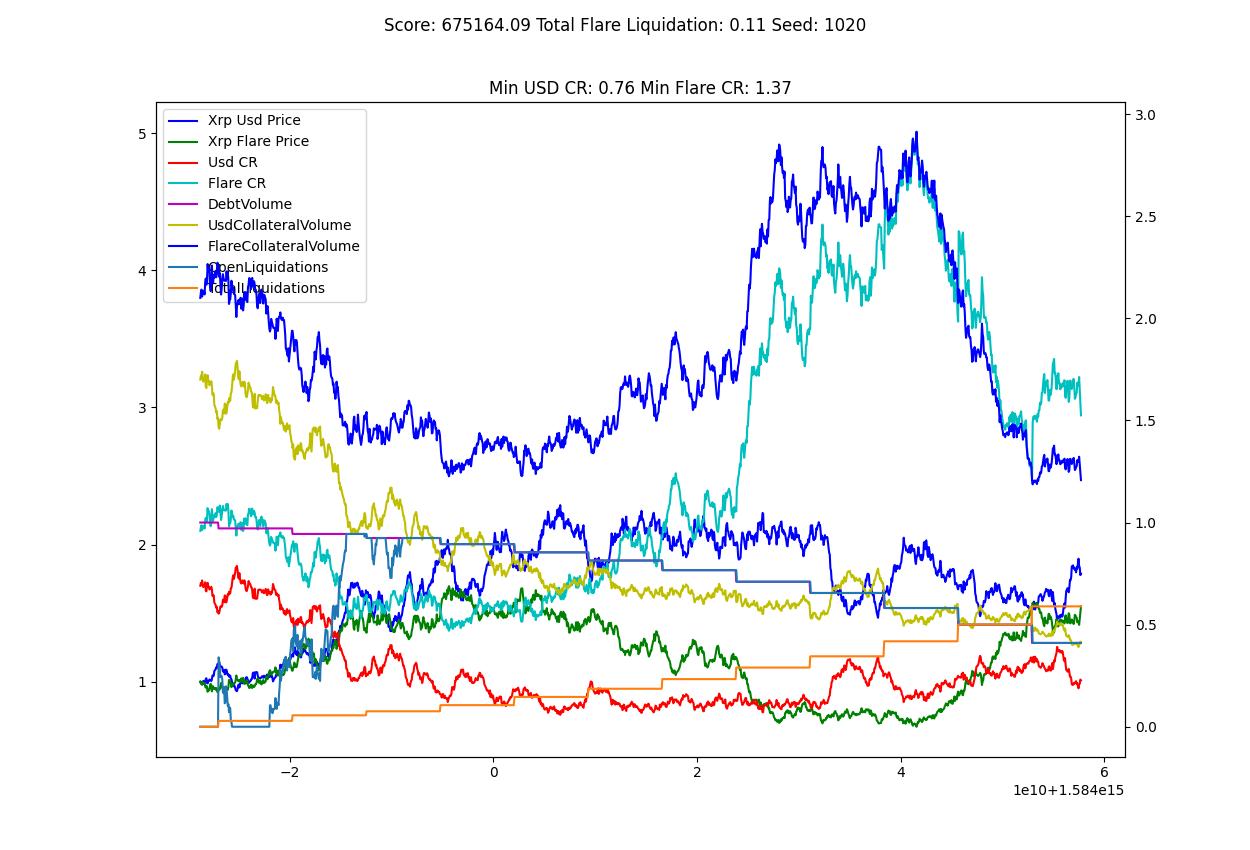 Score: 675164.09 Total Flare Liquidation: 0.11 Seed: 1020
Min USD CR: 0.76 Min Flare CR: 1.37
Xrp Usd Price
Xrp Flare Price
Usd CR
Flare CR
DebtVolume
UsdCollateralVolume
FlareCollateralVolume
OpenLiquidations
TotalLiquidations
5
4
3
2
1
3.0
2.5
2.0
1.5
1.0
0.5
0.0
−2
0
2
4
6
1e10+1.584e15